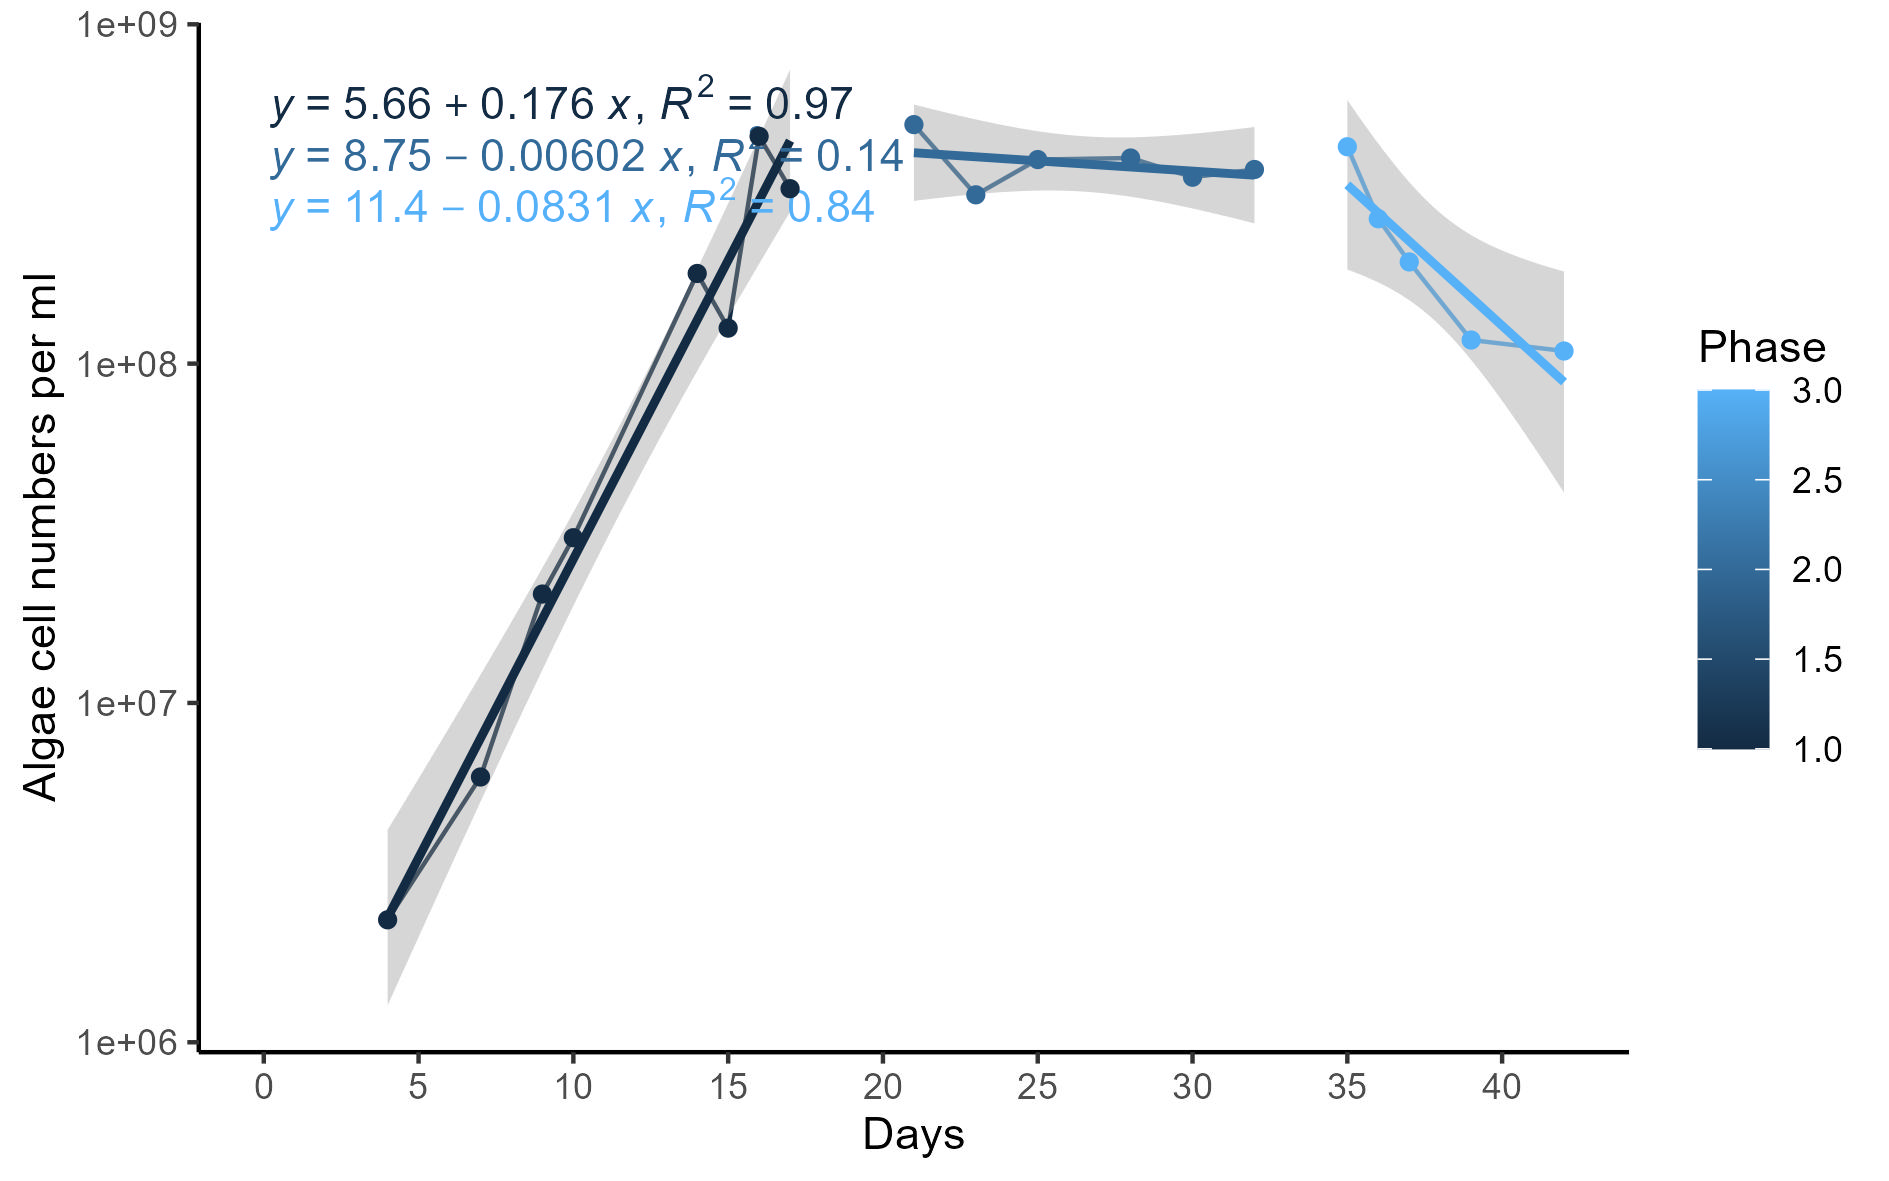 1e+09
y = 5.66 + 0.176 x, R² = 0.97
y = 8.75 − 0.00602 x, R² = 0.14
y = 11.4 − 0.0831 x, R² = 0.84
1e+08
1e+07
1e+06
Algae cell numbers per ml
0 5 10 15 20 25 30 35 40
Days
Phase
3.0
2.5
2.0
1.5
1.0